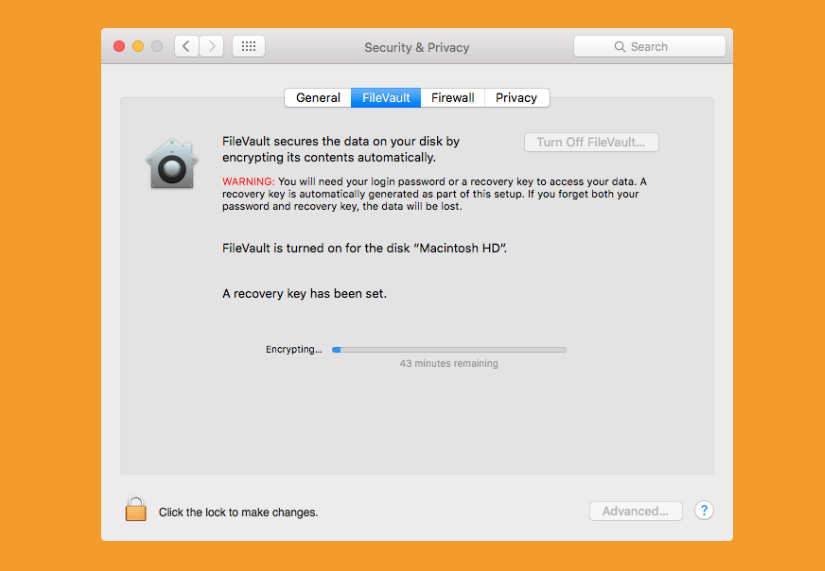 Security & Privacy
Search
General
FileVault
Firewall
Privacy
FileVault secures the data on your disk by
encrypting its contents automatically.
Turn Off FileVault...
WARNING: You will need your login password or a recovery key to access your data. A
recovery key is automatically generated as part of this setup. If you forget both your
password and recovery key, the data will be lost.
FileVault is turned on for the disk “Macintosh HD”.
A recovery key has been set.
Encrypting...
43 minutes remaining
Click the lock to make changes.
Advanced...
?